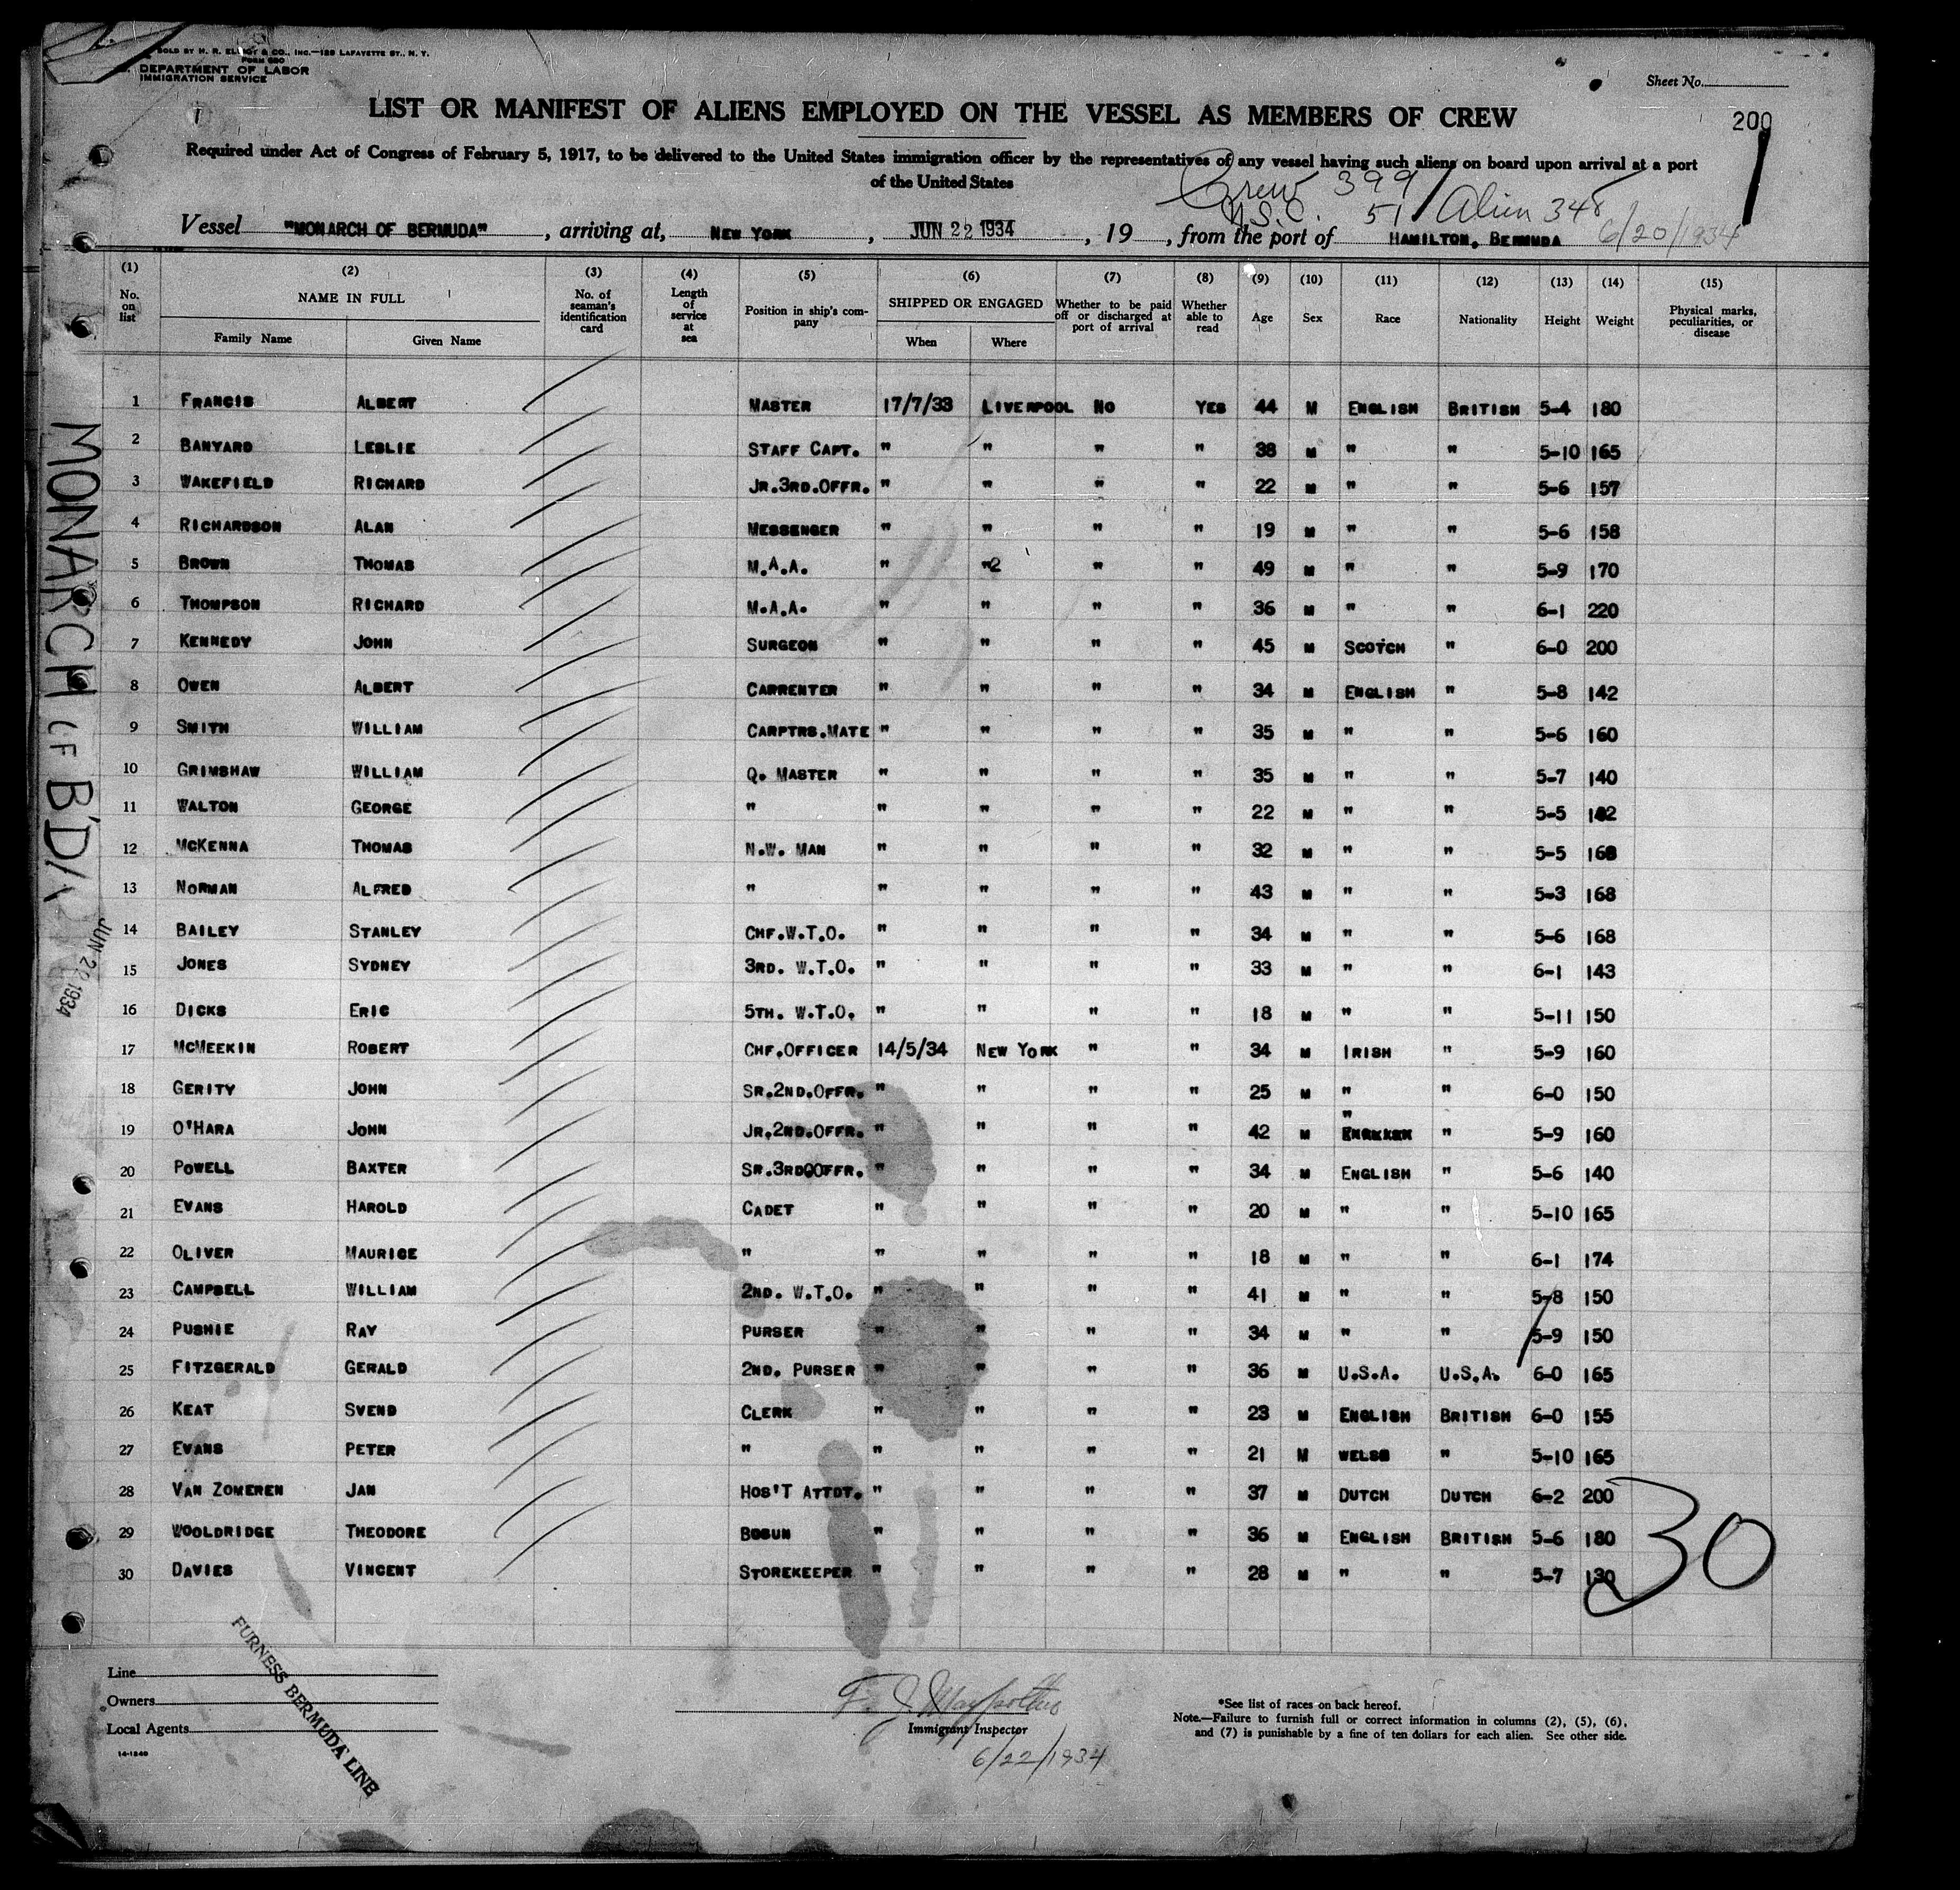 SOLD BY H. R. ELLIOT & CO., INC.—129 LAFAYETTE ST., N. Y.
FORM 680
DEPARTMENT OF LABOR
IMMIGRATION SERVICE
Sheet No.
200
LIST OR MANIFEST OF ALIENS EMPLOYED ON THE VESSEL AS MEMBERS OF CREW
Required under Act of Congress of February 5, 1917, to be delivered to the United States immigration officer by the representatives of any vessel having such aliens on board upon arrival at a port
of the United States
Crew 399
51 Alien 348
Vessel "MONARCH OF BERMUDA", arriving at, NEW YORK, JUN 22 1934, 19 , from the port of HAMILTON, BERMUDA 6/20/1934
(1) (2) (3) (4) (5) (6) (7) (8) (9) (10) (11) (12) (13) (14) (15)
No. on list NAME IN FULL No. of seaman's identification card Length of service at sea Position in ship's company SHIPPED OR ENGAGED Whether to be paid off or discharged at port of arrival Whether able to read Age Sex Race Nationality Height Weight Physical marks, peculiarities, or disease
Family Name Given Name When Where
1 FRANCIS ALBERT MASTER 17/7/33 LIVERPOOL NO YES 44 M ENGLISH BRITISH 5-4 180
2 BANYARD LESLIE STAFF CAPT. " " " " 38 M " " 5-10 165
3 WAKEFIELD RICHARD JR.3RD.OFFR. " " " " 22 M " " 5-6 157
4 RICHARDSON ALAN MESSENGER " " " " 19 M " " 5-6 158
5 BROWN THOMAS M.A.A. " "2 " " 49 M " " 5-9 170
6 THOMPSON RICHARD M.A.A. " " " " 36 M " " 6-1 220
7 KENNEDY JOHN SURGEON " " " " 45 M SCOTCH " 6-0 200
8 OWEN ALBERT CARRENTER " " " " 34 M ENGLISH " 5-8 142
9 SMITH WILLIAM CARPTRS.MATE " " " " 35 M " " 5-6 160
10 GRIMSHAW WILLIAM Q. MASTER " " " " 35 M " " 5-7 140
11 WALTON GEORGE " " " " " 22 M " " 5-5
12 MCKENNA THOMAS N.W. MAN " " " " 32 M " " 5-5 168
13 NORMAN ALFRED " " " " " 43 M " " 5-3 168
14 BAILEY STANLEY CHF.W.T.O. " " " " 34 M " " 5-6 168
15 JONES SYDNEY 3RD. W.T.O. " " " " 33 M " " 6-1 143
16 DICKS ERIC 5TH. W.T.O. " " " " 18 M " " 5-11 150
17 MCMEEKIN ROBERT CHF.OFFICER 14/5/34 NEW YORK " " 34 M IRISH " 5-9 160
18 GERITY JOHN SR.2ND.OFFR. " " " " 25 M " " 6-0 150
19 O'HARA JOHN JR.2ND.OFFR. " " " " 42 M " " 5-9 160
20 POWELL BAXTER SR.3RDOOFFR. " " " " 34 M ENGLISH " 5-6 140
21 EVANS HAROLD CADET " " " " 20 M " " 5-10 165
22 OLIVER MAURICE " " " " " 18 M " " 6-1 174
23 CAMPBELL WILLIAM 2ND. W.T.O. " " " " 41 M " " 5-8 150
24 PUSHIE RAY PURSER " " " " 34 M " " 5-9 150
25 FITZGERALD GERALD 2ND. PURSER " " " " 36 M U.S.A. U.S.A. 6-0 165
26 KEAT SVEND CLERK " " " " 23 M ENGLISH BRITISH 6-0 155
27 EVANS PETER " " " " " 21 M WELSH " 5-10 165
28 VAN ZOMEREN JAN HOS'T ATTDT. " " " " 37 M DUTCH DUTCH 6-2 200
29 WOOLDRIDGE THEODORE BOSUN " " " " 36 M ENGLISH BRITISH 5-6 180
30 DAVIES VINCENT STOREKEEPER " " " " 28 M " " 5-7 130
30
MONARCH OF B'DA
JUN 20 1934
Line
Owners
Local Agents
14-1240
FURNESS BERMUDA LINE
Immigrant Inspector
6/22/1934
*See list of races on back hereof.
Note.—Failure to furnish full or correct information in columns (2), (5), (6),
and (7) is punishable by a fine of ten dollars for each alien. See other side.